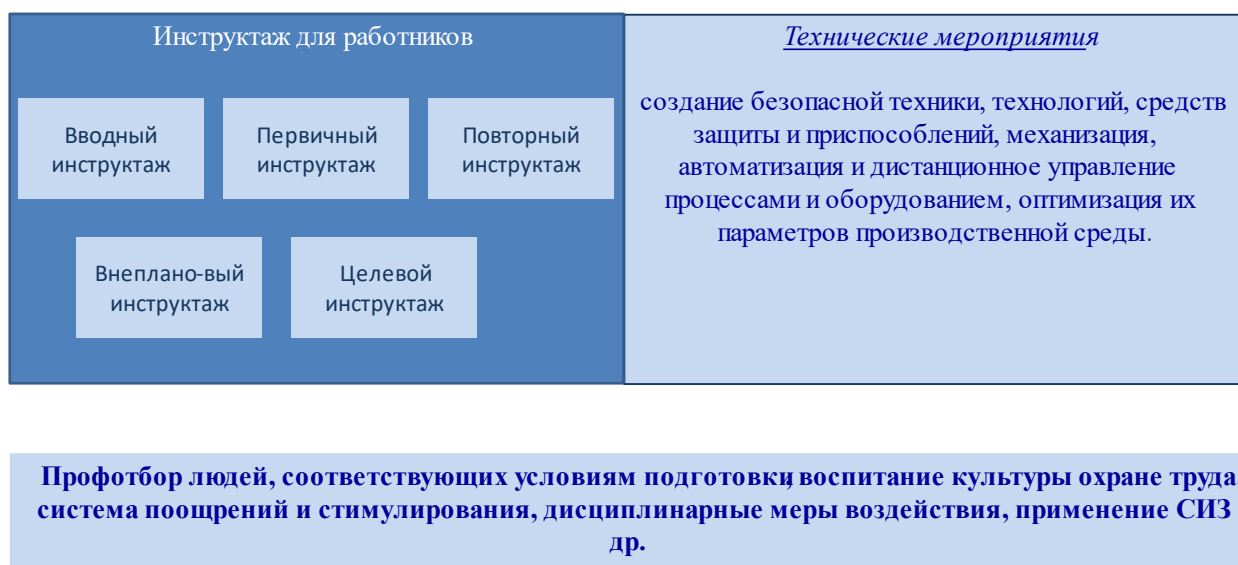 Инструктаж для работников
Вводный
инструктаж
Первичный
инструктаж
Повторный
инструктаж
Внеплано-вый
инструктаж
Целевой
инструктаж
Технические мероприятия
создание безопасной техники, технологий, средств
защиты и приспособлений, механизация,
автоматизация и дистанционное управление
процессами и оборудованием, оптимизация их
параметров производственной среды.
Профотбор людей, соответствующих условиям подготовки, воспитание культуры охране труда
система поощрений и стимулирования, дисциплинарные меры воздействия, применение СИЗ
др.